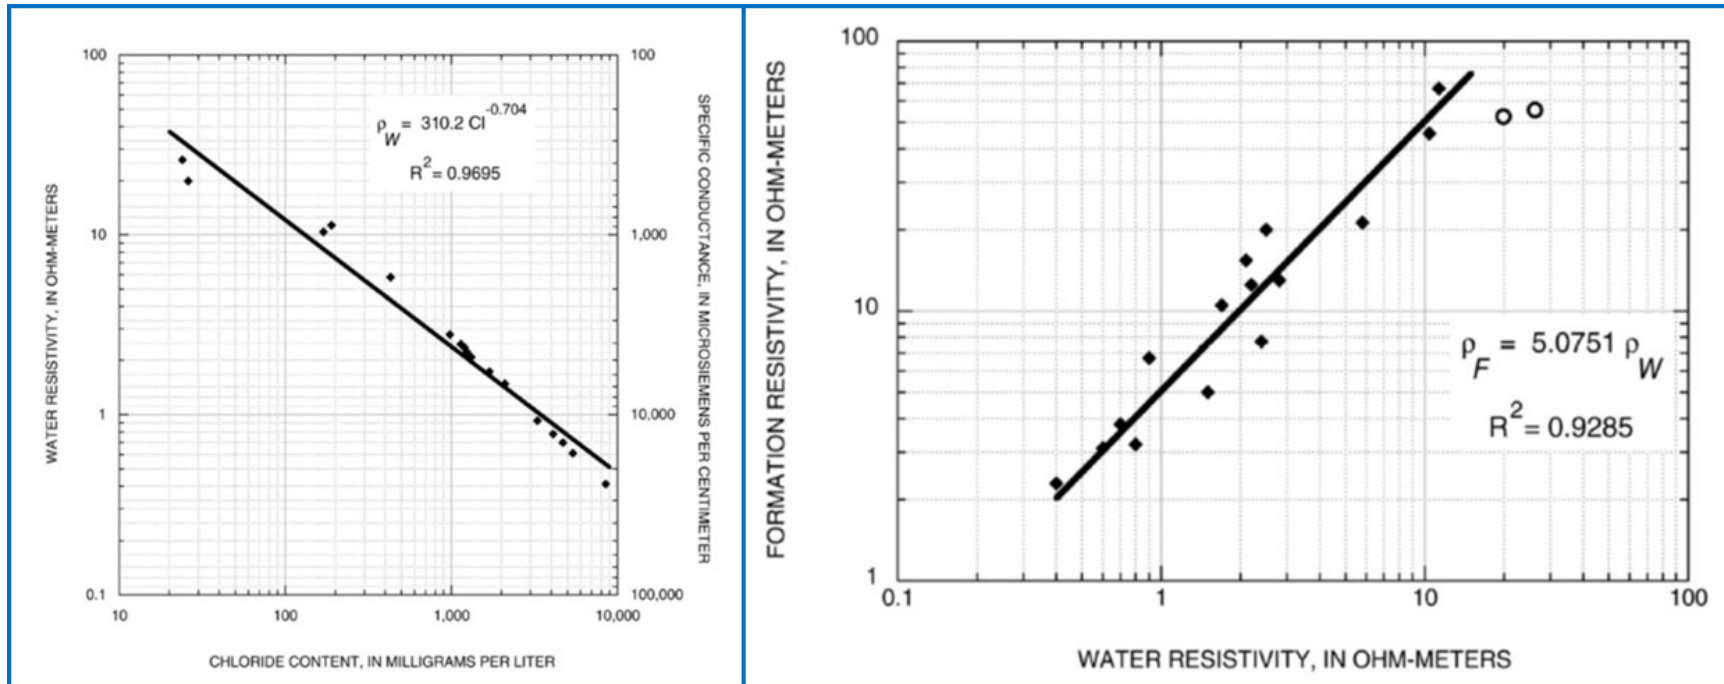 100
10
1
0.1
WATER RESISTIVITY, IN OHM-METERS
ρW = 310.2 Cl-0.704
R2 = 0.9695
100
1,000
10,000
100,000
SPECIFIC CONDUCTANCE, IN MICROSIEMENS PER CENTIMETER
10 100 1,000 10,000
CHLORIDE CONTENT, IN MILLIGRAMS PER LITER
100
10
1
FORMATION RESISTIVITY, IN OHM-METERS
ρF = 5.0751 ρW
R2 = 0.9285
0.1 1 10 100
WATER RESISTIVITY, IN OHM-METERS